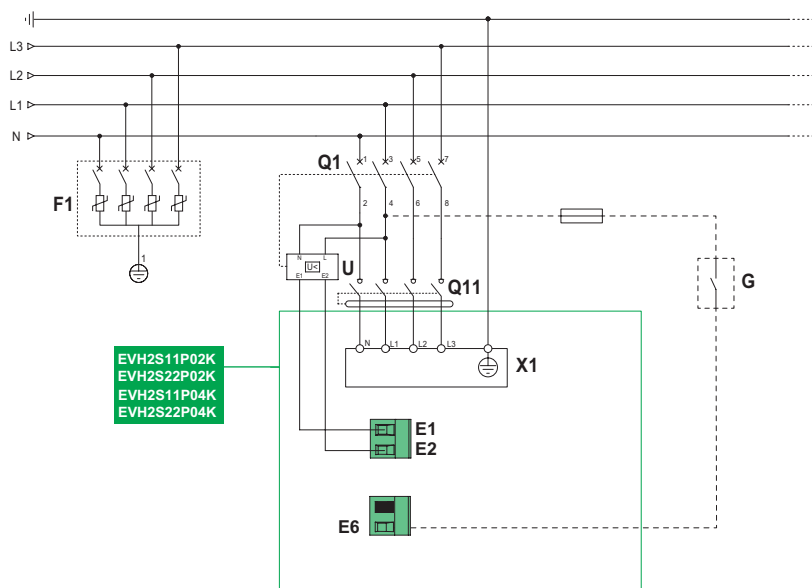 L3
L2
L1
N
Q1
1 3 5 7
F1
2 4 6 8
N L
U< U
E1 E2
G
1
Q11
N L1 L2 L3
X1
EVH2S11P02K
EVH2S22P02K
EVH2S11P04K
EVH2S22P04K
E1
E2
E6